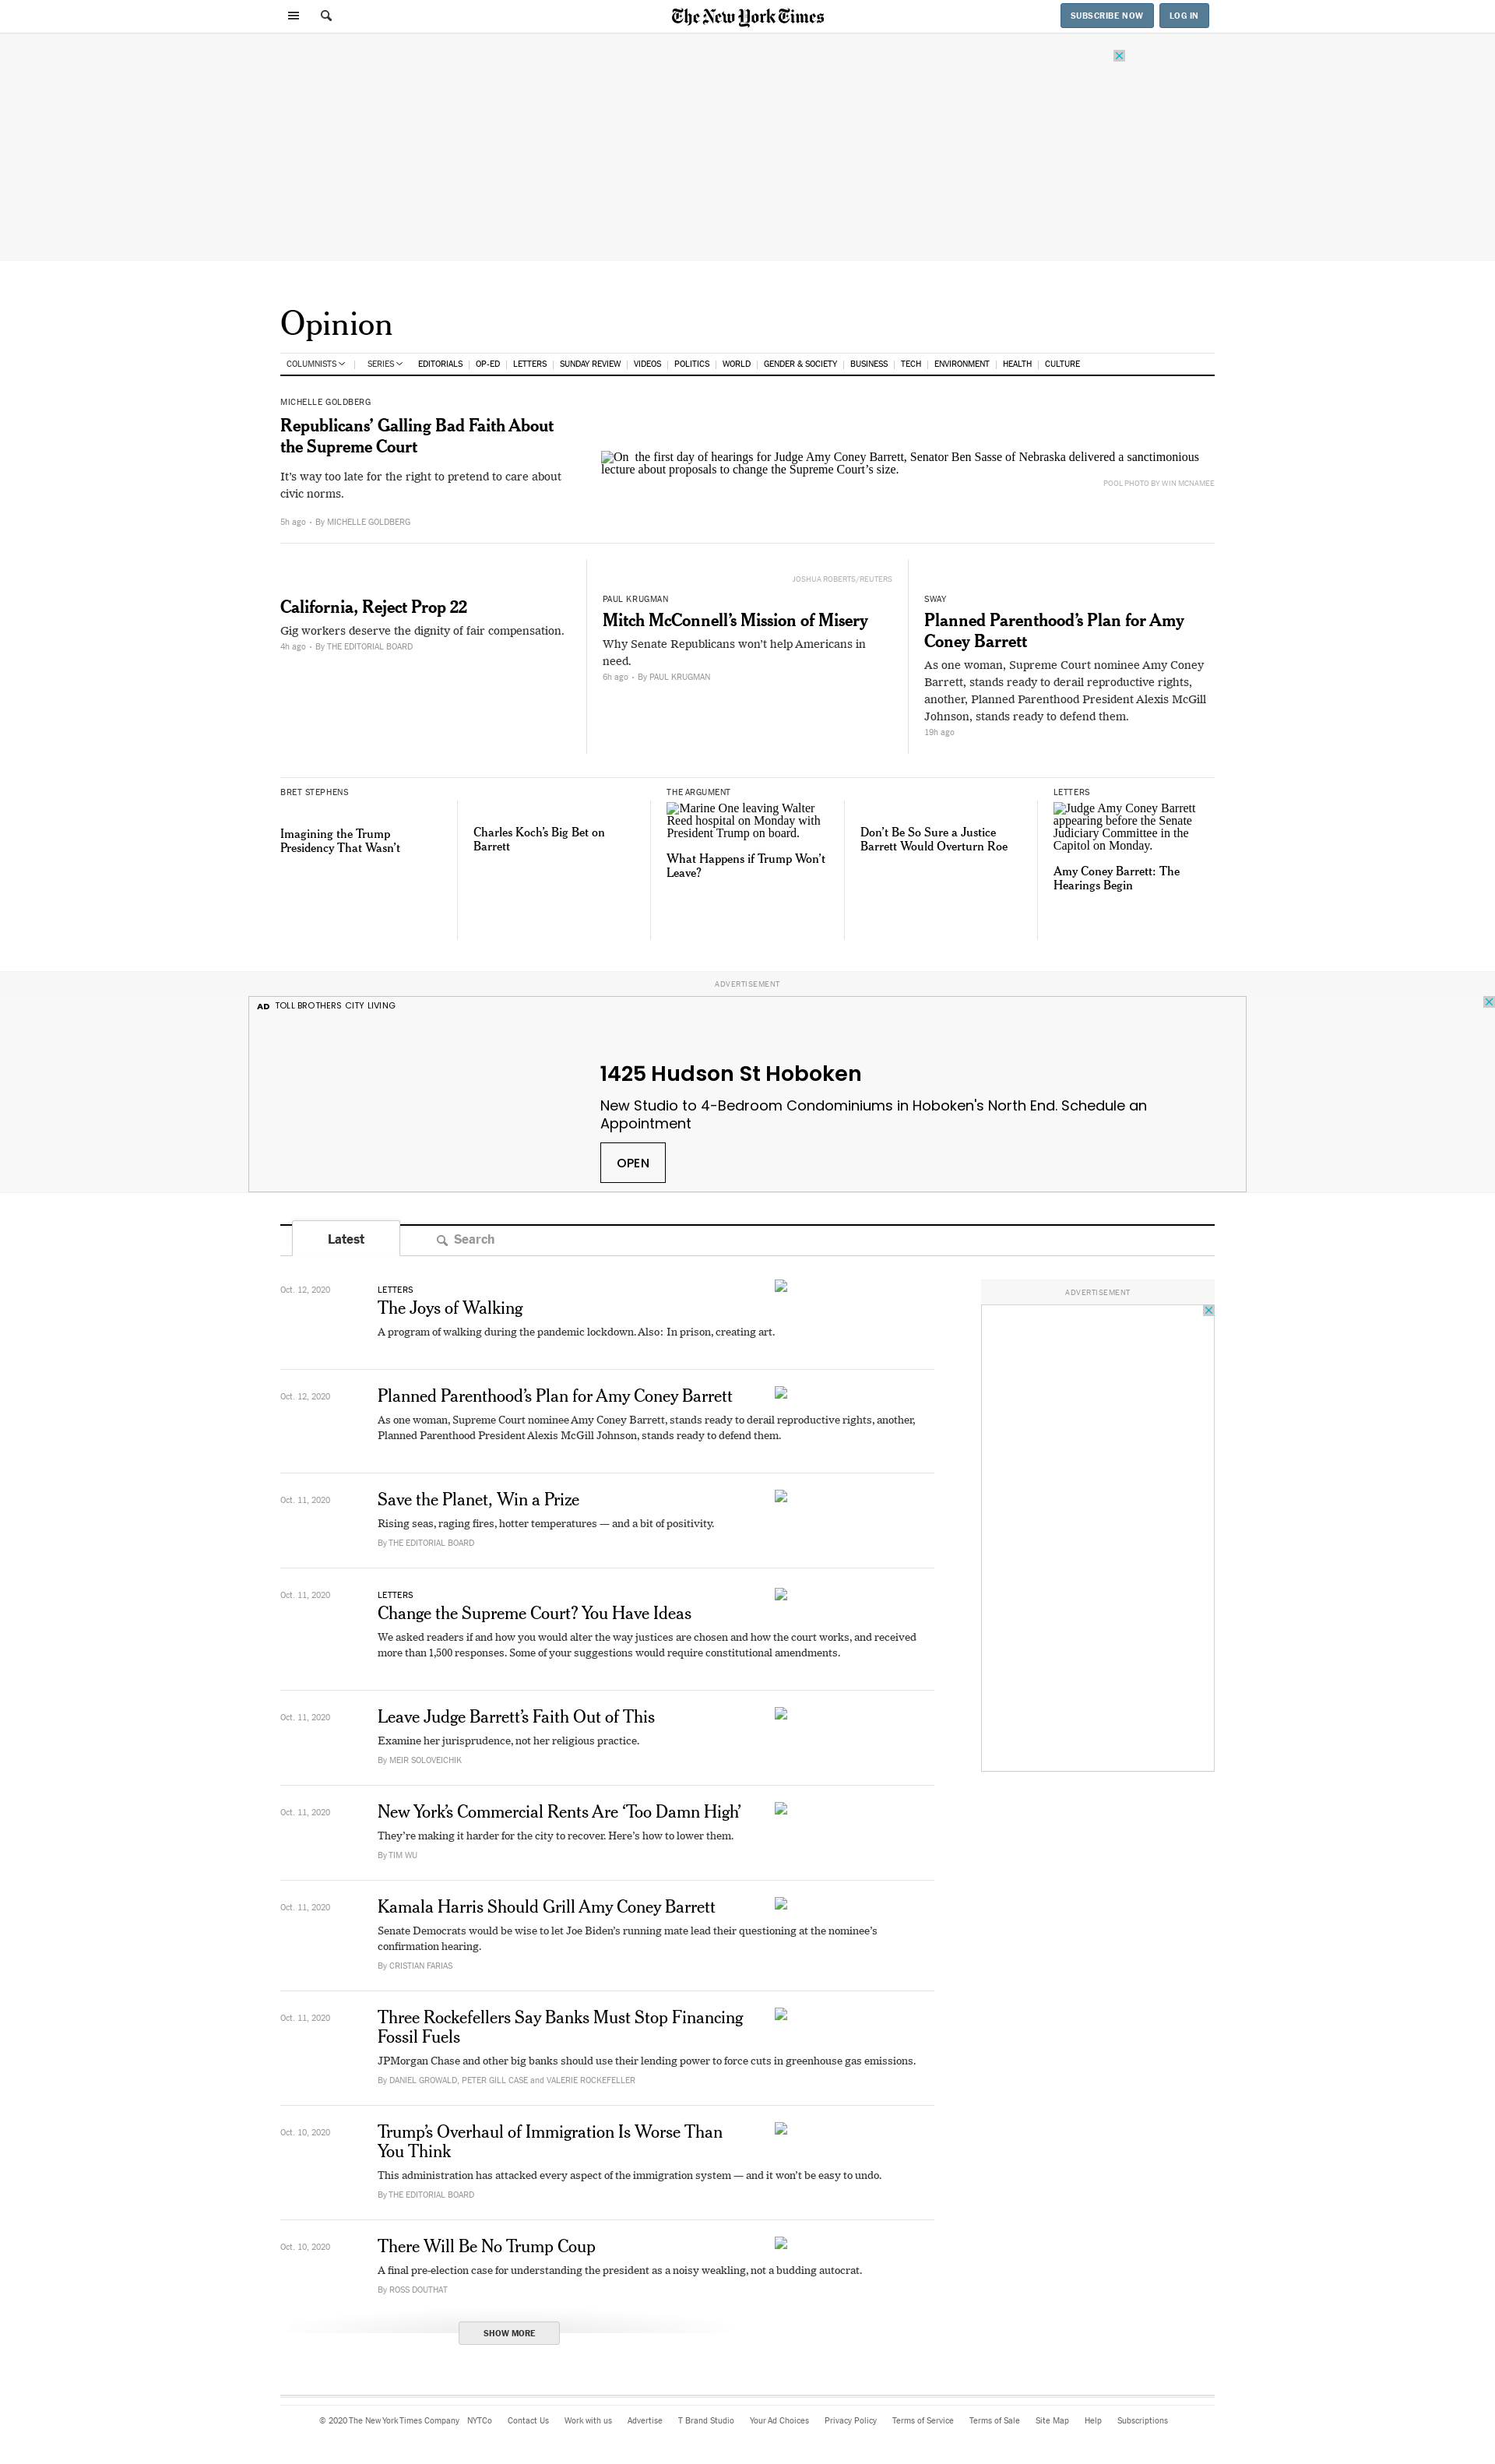 The New York Times
SUBSCRIBE NOW
LOG IN
Opinion
COLUMNISTS
SERIES
EDITORIALS
OP-ED
LETTERS
SUNDAY REVIEW
VIDEOS
POLITICS
WORLD
GENDER & SOCIETY
BUSINESS
TECH
ENVIRONMENT
HEALTH
CULTURE
MICHELLE GOLDBERG
Republicans’ Galling Bad Faith About
the Supreme Court
It’s way too late for the right to pretend to care about
civic norms.
5h ago • By MICHELLE GOLDBERG
On the first day of hearings for Judge Amy Coney Barrett, Senator Ben Sasse of Nebraska delivered a sanctimonious
lecture about proposals to change the Supreme Court’s size.
POOL PHOTO BY WIN MCNAMEE
California, Reject Prop 22
Gig workers deserve the dignity of fair compensation.
4h ago • By THE EDITORIAL BOARD
JOSHUA ROBERTS/REUTERS
PAUL KRUGMAN
Mitch McConnell’s Mission of Misery
Why Senate Republicans won’t help Americans in
need.
6h ago • By PAUL KRUGMAN
SWAY
Planned Parenthood’s Plan for Amy
Coney Barrett
As one woman, Supreme Court nominee Amy Coney
Barrett, stands ready to derail reproductive rights,
another, Planned Parenthood President Alexis McGill
Johnson, stands ready to defend them.
19h ago
BRET STEPHENS
Imagining the Trump
Presidency That Wasn’t
Charles Koch’s Big Bet on
Barrett
THE ARGUMENT
Marine One leaving Walter
Reed hospital on Monday with
President Trump on board.
What Happens if Trump Won’t
Leave?
Don’t Be So Sure a Justice
Barrett Would Overturn Roe
LETTERS
Judge Amy Coney Barrett
appearing before the Senate
Judiciary Committee in the
Capitol on Monday.
Amy Coney Barrett: The
Hearings Begin
ADVERTISEMENT
AD TOLL BROTHERS CITY LIVING
1425 Hudson St Hoboken
New Studio to 4-Bedroom Condominiums in Hoboken's North End. Schedule an
Appointment
OPEN
Latest
Search
ADVERTISEMENT
Oct. 12, 2020
LETTERS
The Joys of Walking
A program of walking during the pandemic lockdown. Also: In prison, creating art.
Oct. 12, 2020
Planned Parenthood’s Plan for Amy Coney Barrett
As one woman, Supreme Court nominee Amy Coney Barrett, stands ready to derail reproductive rights, another,
Planned Parenthood President Alexis McGill Johnson, stands ready to defend them.
Oct. 11, 2020
Save the Planet, Win a Prize
Rising seas, raging fires, hotter temperatures — and a bit of positivity.
By THE EDITORIAL BOARD
Oct. 11, 2020
LETTERS
Change the Supreme Court? You Have Ideas
We asked readers if and how you would alter the way justices are chosen and how the court works, and received
more than 1,500 responses. Some of your suggestions would require constitutional amendments.
Oct. 11, 2020
Leave Judge Barrett’s Faith Out of This
Examine her jurisprudence, not her religious practice.
By MEIR SOLOVEICHIK
Oct. 11, 2020
New York’s Commercial Rents Are ‘Too Damn High’
They’re making it harder for the city to recover. Here’s how to lower them.
By TIM WU
Oct. 11, 2020
Kamala Harris Should Grill Amy Coney Barrett
Senate Democrats would be wise to let Joe Biden’s running mate lead their questioning at the nominee’s
confirmation hearing.
By CRISTIAN FARIAS
Oct. 11, 2020
Three Rockefellers Say Banks Must Stop Financing
Fossil Fuels
JPMorgan Chase and other big banks should use their lending power to force cuts in greenhouse gas emissions.
By DANIEL GROWALD, PETER GILL CASE and VALERIE ROCKEFELLER
Oct. 10, 2020
Trump’s Overhaul of Immigration Is Worse Than
You Think
This administration has attacked every aspect of the immigration system — and it won’t be easy to undo.
By THE EDITORIAL BOARD
Oct. 10, 2020
There Will Be No Trump Coup
A final pre-election case for understanding the president as a noisy weakling, not a budding autocrat.
By ROSS DOUTHAT
SHOW MORE
© 2020 The New York Times Company
NYTCo
Contact Us
Work with us
Advertise
T Brand Studio
Your Ad Choices
Privacy Policy
Terms of Service
Terms of Sale
Site Map
Help
Subscriptions